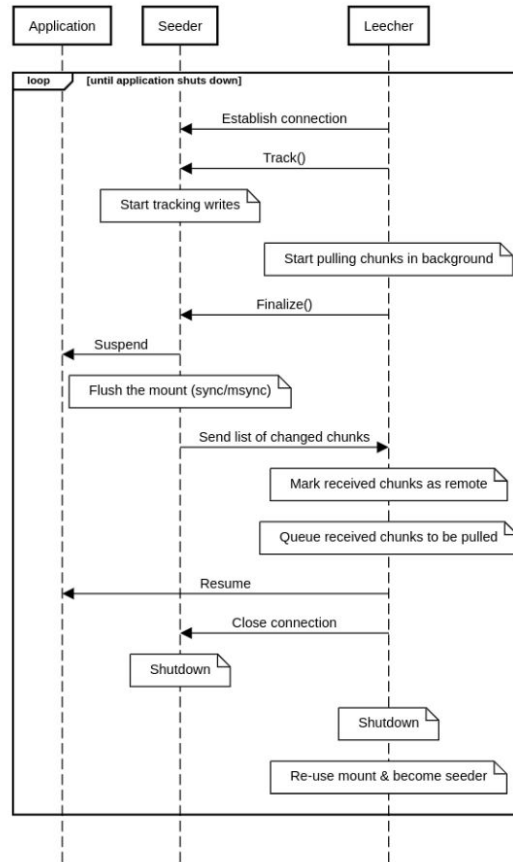 Application
Seeder
Leecher
loop
[until application shuts down]
Establish connection
Track()
Start tracking writes
Start pulling chunks in background
Finalize()
Suspend
Flush the mount (sync/msync)
Send list of changed chunks
Mark received chunks as remote
Queue received chunks to be pulled
Resume
Close connection
Shutdown
Shutdown
Re-use mount & become seeder